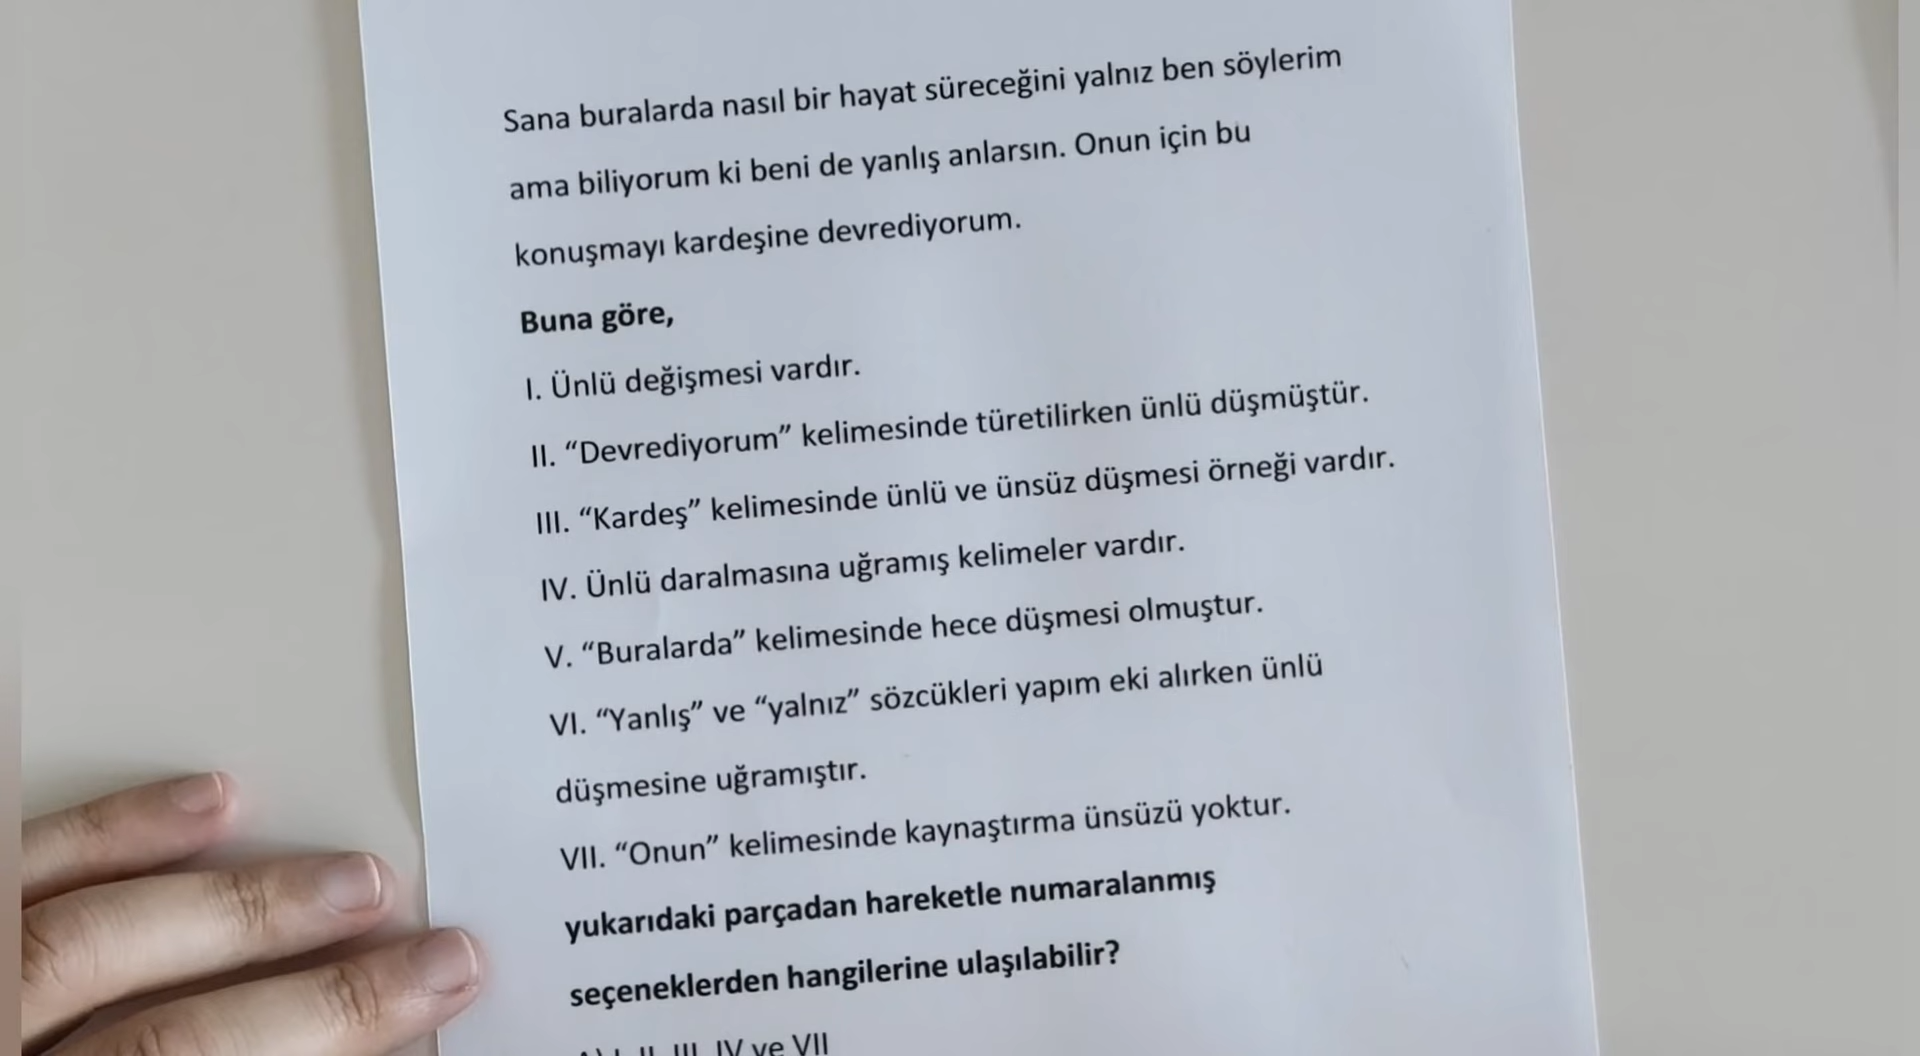 Sana buralarda nasıl bir hayat süreceğini yalnız ben söylerim
ama biliyorum ki beni de yanlış anlarsın. Onun için bu
konuşmayı kardeşine devrediyorum.
Buna göre,
I. Ünlü değişmesi vardır.
II. “Devrediyorum” kelimesinde türetilirken ünlü düşmüştür.
III. “Kardeş” kelimesinde ünlü ve ünsüz düşmesi örneği vardır.
IV. Ünlü daralmasına uğramış kelimeler vardır.
V. “Buralarda” kelimesinde hece düşmesi olmuştur.
VI. “Yanlış” ve “yalnız” sözcükleri yapım eki alırken ünlü
düşmesine uğramıştır.
VII. “Onun” kelimesinde kaynaştırma ünsüzü yoktur.
yukarıdaki parçadan hareketle numaralanmış
seçeneklerden hangilerine ulaşılabilir?
A) I, II, III, IV ve VII